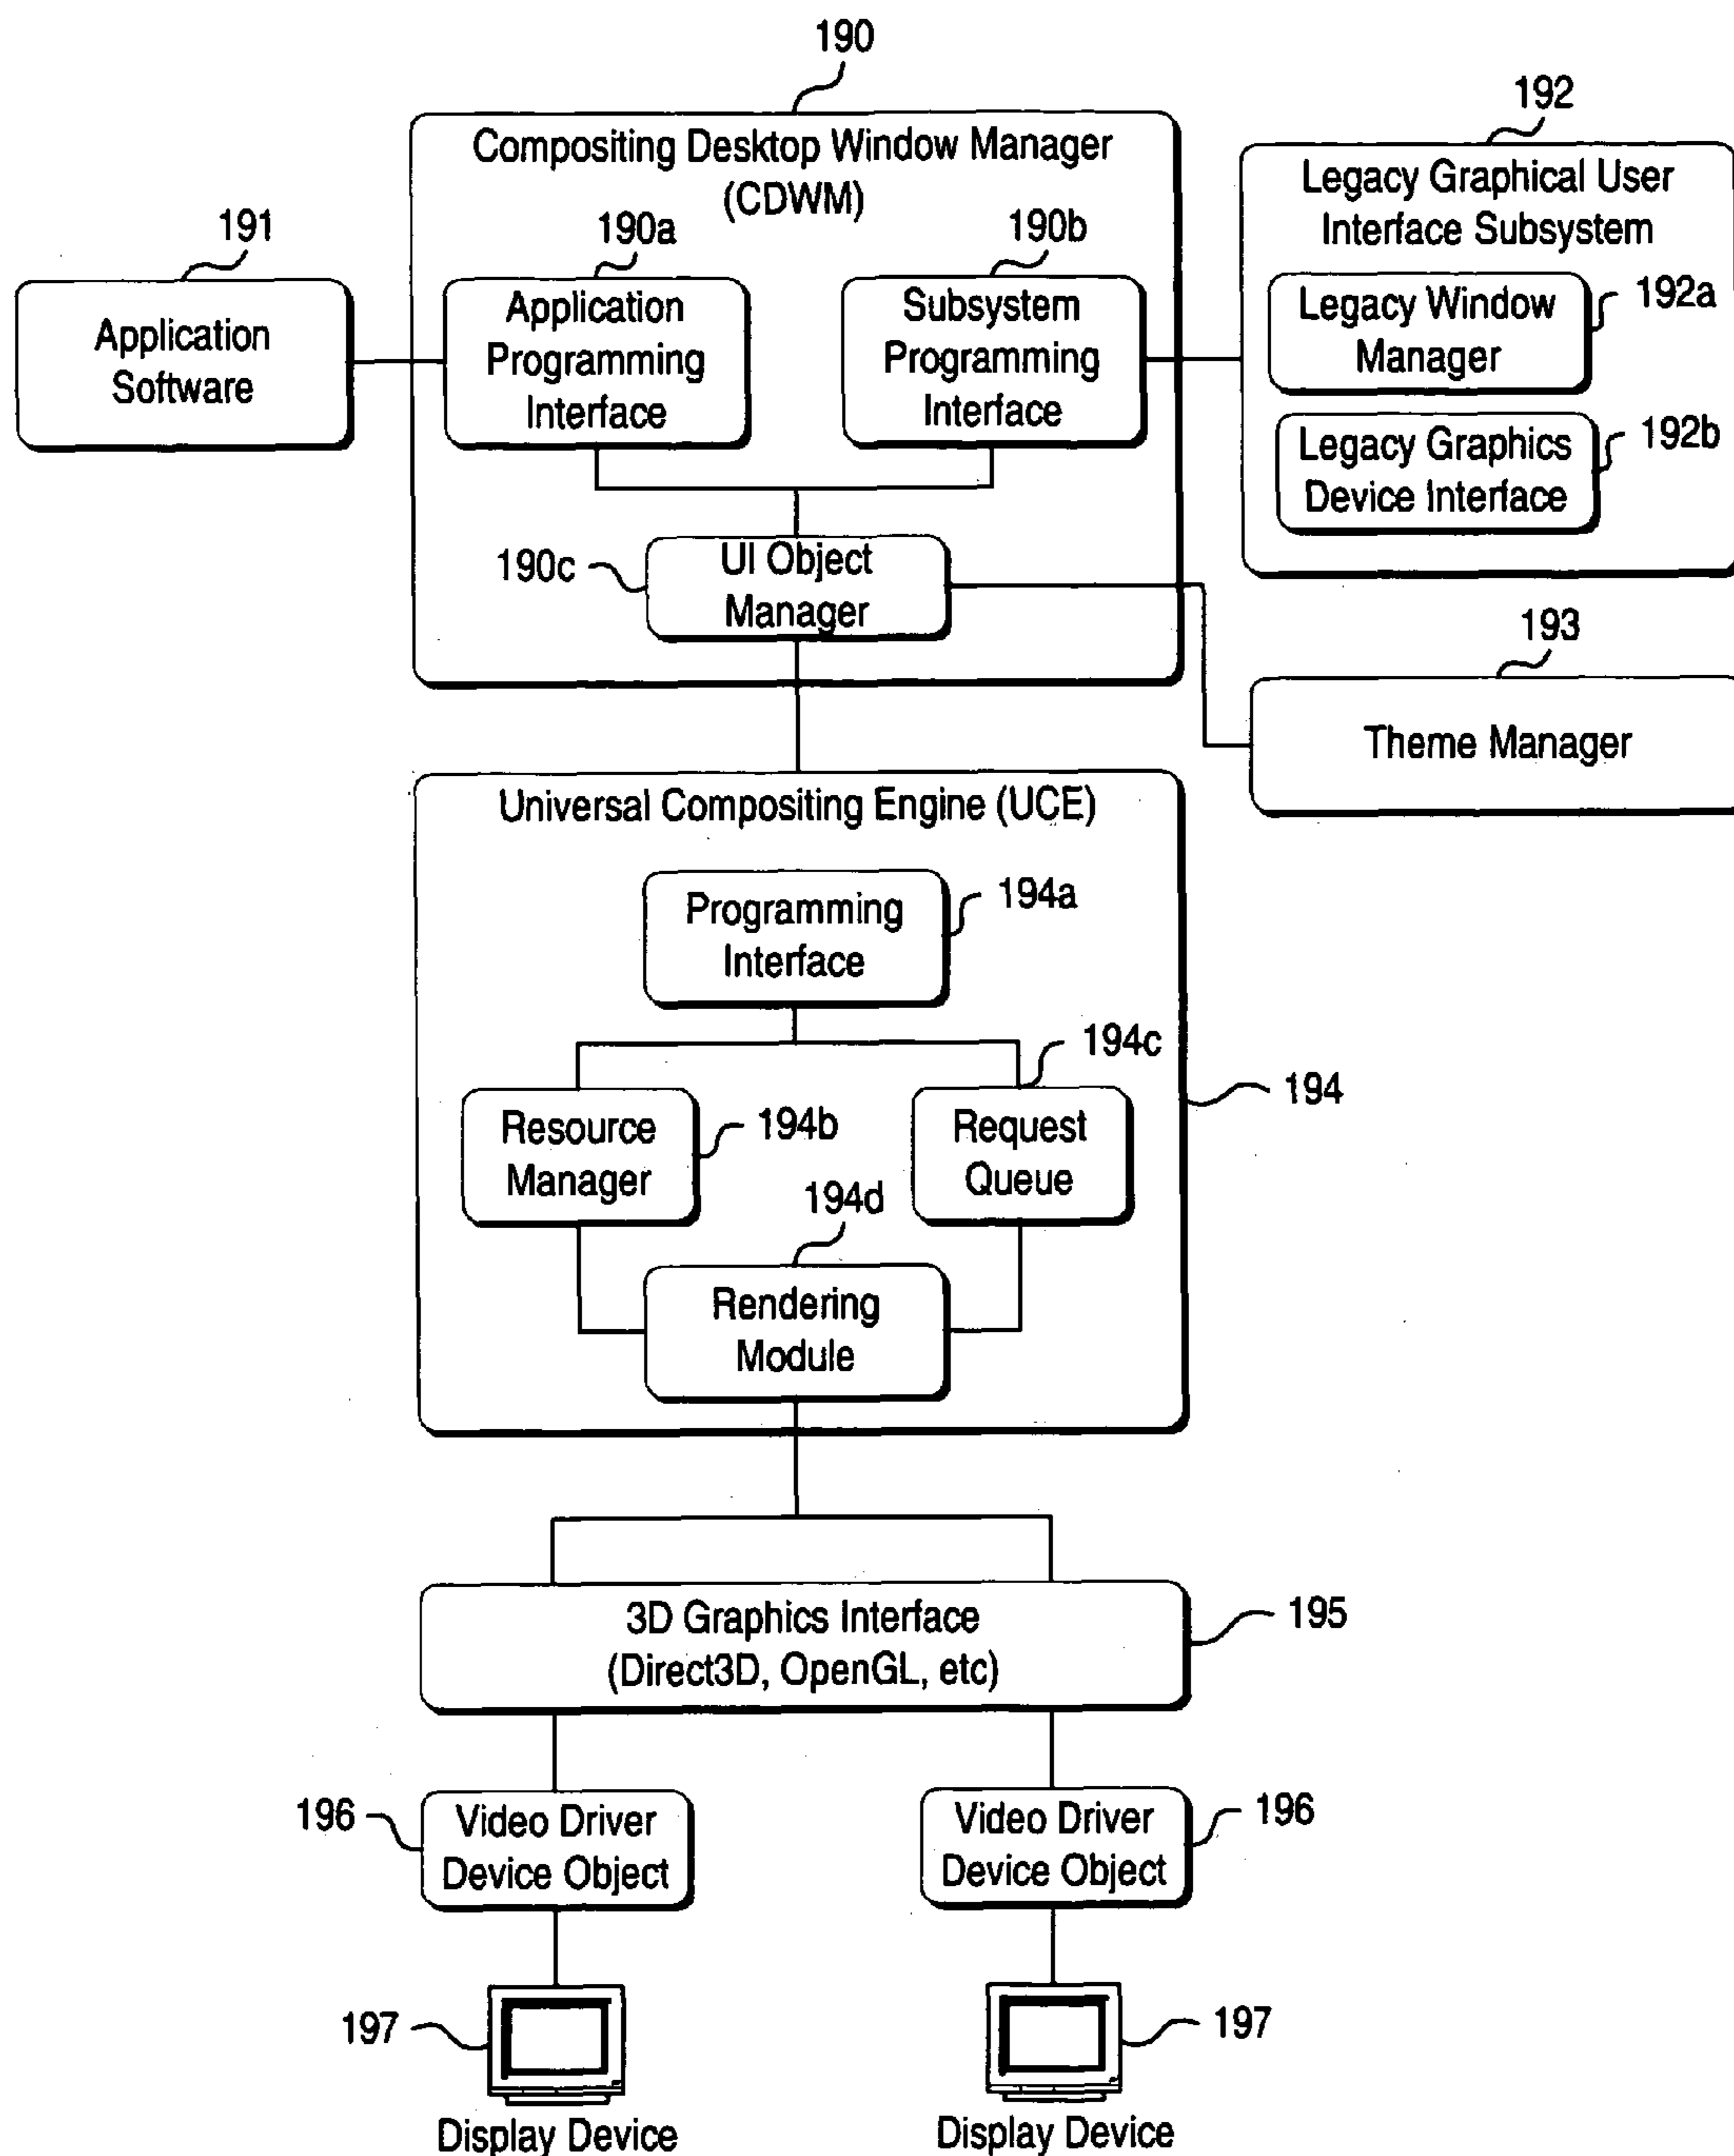 190
Compositing Desktop Window Manager
(CDWM)
192
Legacy Graphical User
Interface Subsystem
191
190a
190b
Application
Software
Application
Programming
Interface
Subsystem
Programming
Interface
Legacy Window
Manager
192a
Legacy Graphics
Device Interface
192b
190c
UI Object
Manager
193
Theme Manager
Universal Compositing Engine (UCE)
Programming
Interface
194a
194c
194
Resource
Manager
194b
Request
Queue
194d
Rendering
Module
3D Graphics Interface
(Direct3D, OpenGL, etc)
195
196
Video Driver
Device Object
Video Driver
Device Object
196
197
197
Display Device
Display Device